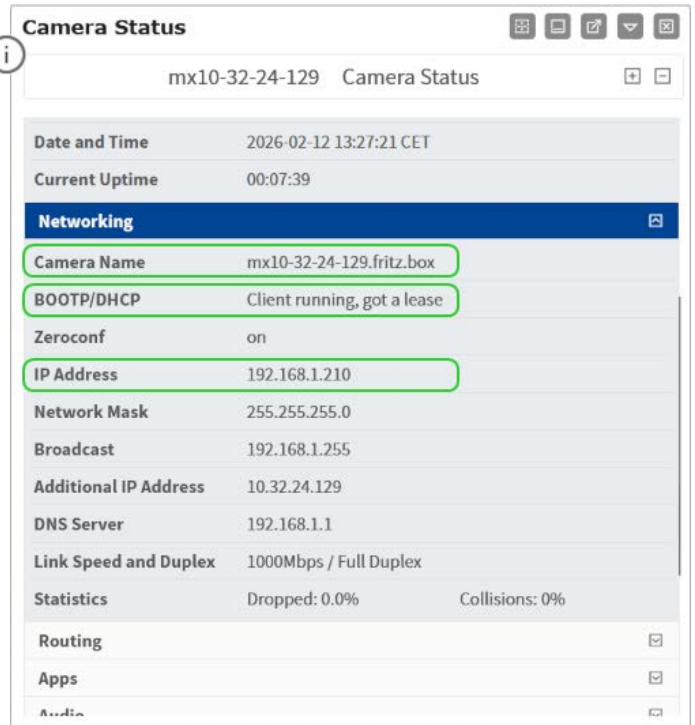 Camera Status
i
mx10-32-24-129 Camera Status
Date and Time 2026-02-12 13:27:21 CET
Current Uptime 00:07:39
Networking
Camera Name mx10-32-24-129.fritz.box
BOOTP/DHCP Client running, got a lease
Zeroconf on
IP Address 192.168.1.210
Network Mask 255.255.255.0
Broadcast 192.168.1.255
Additional IP Address 10.32.24.129
DNS Server 192.168.1.1
Link Speed and Duplex 1000Mbps / Full Duplex
Statistics Dropped: 0.0% Collisions: 0%
Routing
Apps
Audio